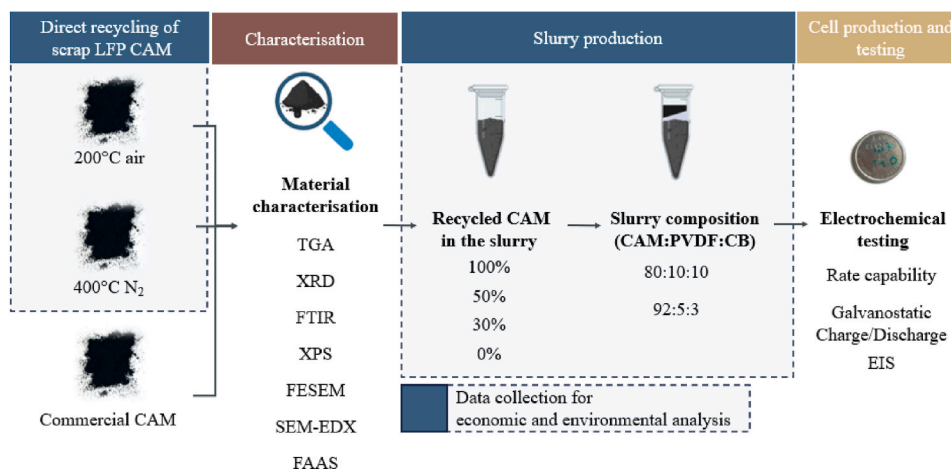 Direct recycling of
scrap LFP CAM
Characterisation
Slurry production
Cell production and
testing
200°C air
400°C N₂
Commercial CAM
Material
characterisation
TGA
XRD
FTIR
XPS
FESEM
SEM-EDX
FAAS
Recycled CAM
in the slurry
100%
50%
30%
0%
Slurry composition
(CAM:PVDF:CB)
80:10:10
92:5:3
Electrochemical
testing
Rate capability
Galvanostatic
Charge/Discharge
EIS
Data collection for
economic and environmental analysis